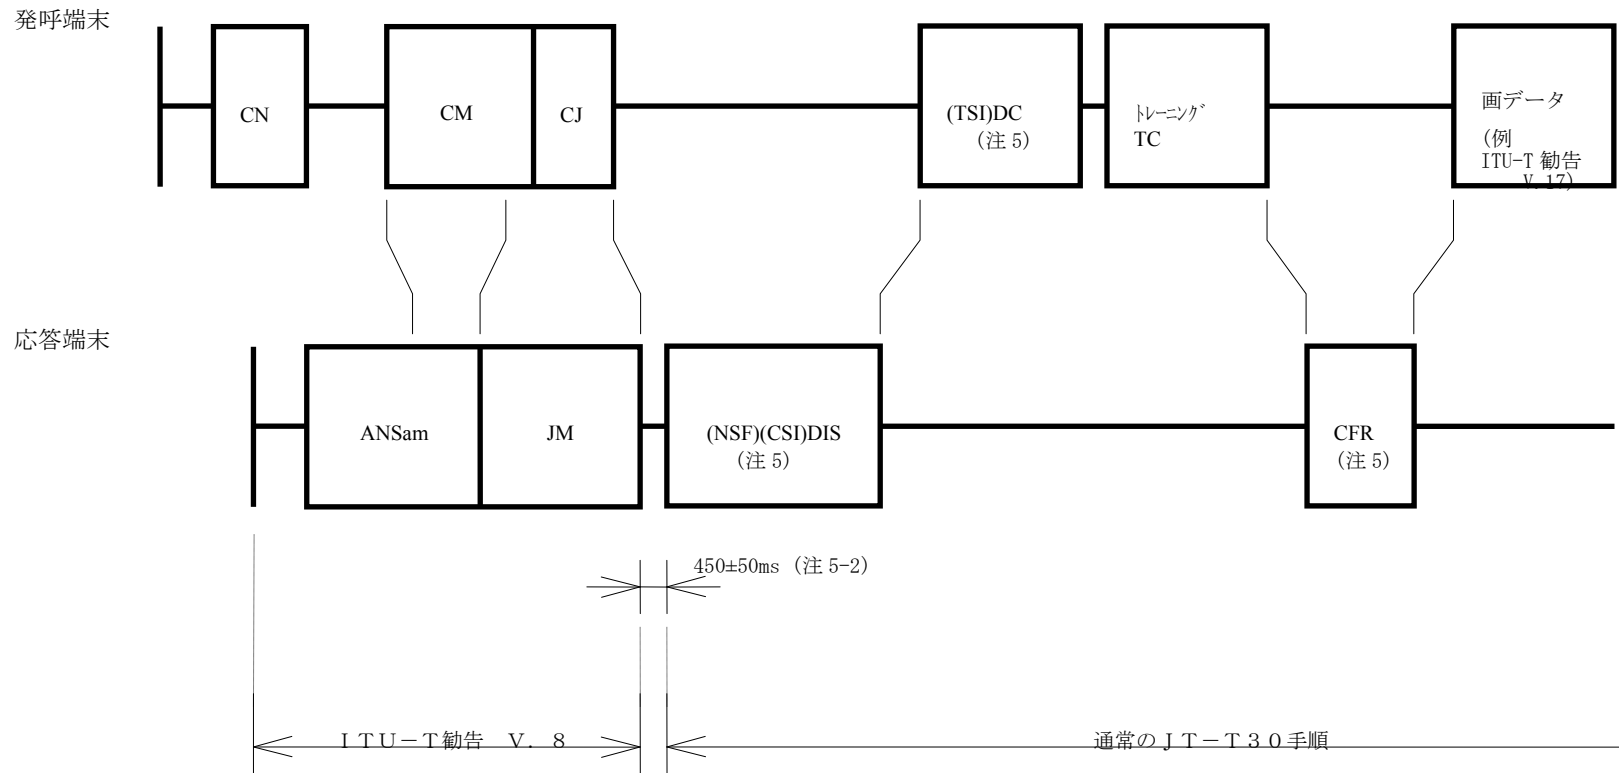 発呼端末
CN
CM
CJ
(TSI)DC
(注 5)
ﾄﾚｰﾆﾝｸﾞ
TC
画データ
(例
ITU-T 勧告
V.17)
応答端末
ANSam
JM
(NSF)(CSI)DIS
(注 5)
CFR
(注 5)
450±50ms (注 5-2)
ＩＴＵ－Ｔ勧告　Ｖ．８
通常のＪＴ－Ｔ３０手順